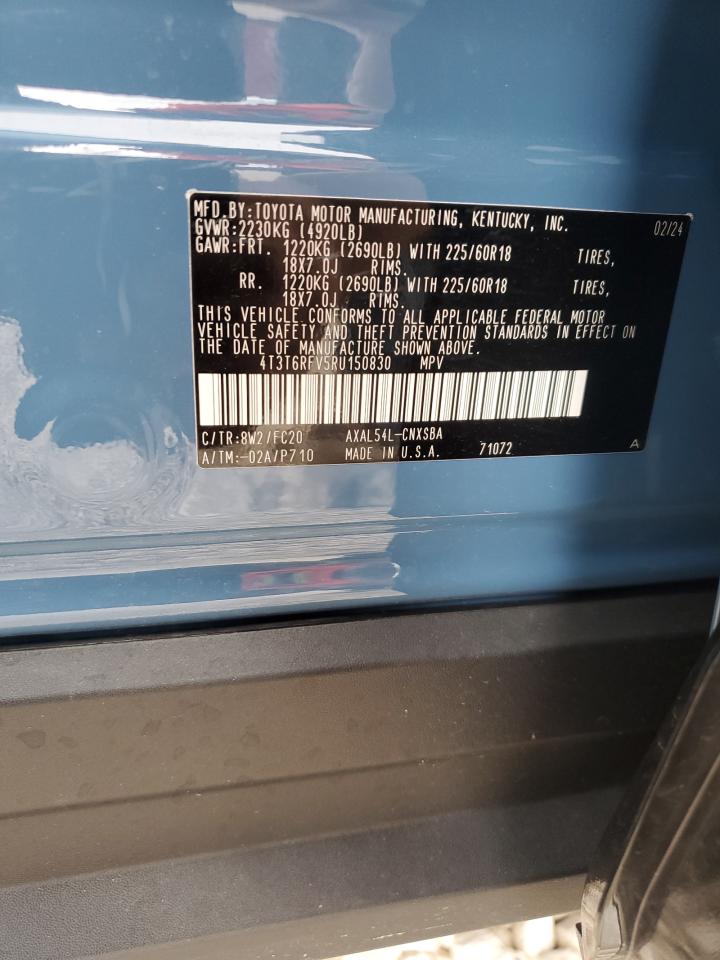 MFD.BY:TOYOTA MOTOR MANUFACTURING, KENTUCKY, INC. 02/24
GVWR:2230KG (4920LB)
GAWR:FRT. 1220KG (2690LB) WITH 225/60R18 TIRES,
18X7.0J RIMS.
RR. 1220KG (2690LB) WITH 225/60R18 TIRES,
18X7.0J RIMS.
THIS VEHICLE CONFORMS TO ALL APPLICABLE FEDERAL MOTOR
VEHICLE SAFETY AND THEFT PREVENTION STANDARDS IN EFFECT ON
THE DATE OF MANUFACTURE SHOWN ABOVE.
4T3T6RFV5RU150830 MPV
C/TR:8W2/FC20 AXAL54L-CNXSBA
A/TM:-02A/P710 MADE IN U.S.A. 71072 A